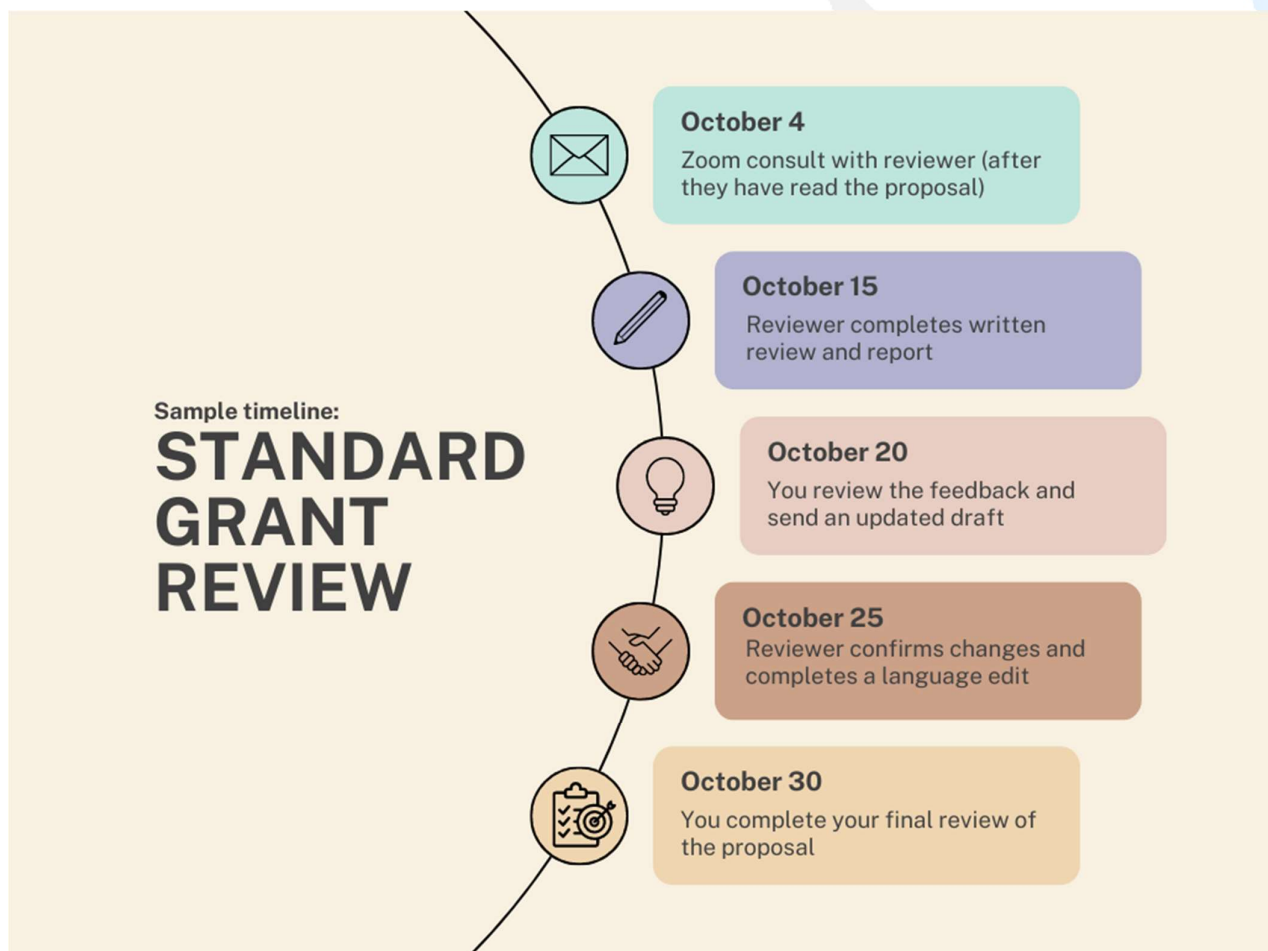 Sample timeline:
STANDARD
GRANT
REVIEW
October 4
Zoom consult with reviewer (after
they have read the proposal)
October 15
Reviewer completes written
review and report
October 20
You review the feedback and
send an updated draft
October 25
Reviewer confirms changes and
completes a language edit
October 30
You complete your final review of
the proposal